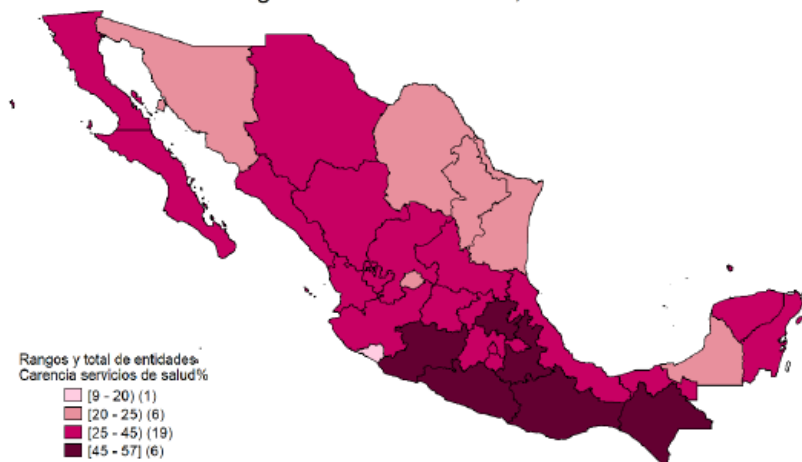 Rangos y total de entidades
Carencia servicios de salud%
[9 - 20) (1)
[20 - 25) (6)
[25 - 45) (19)
[45 - 57] (6)